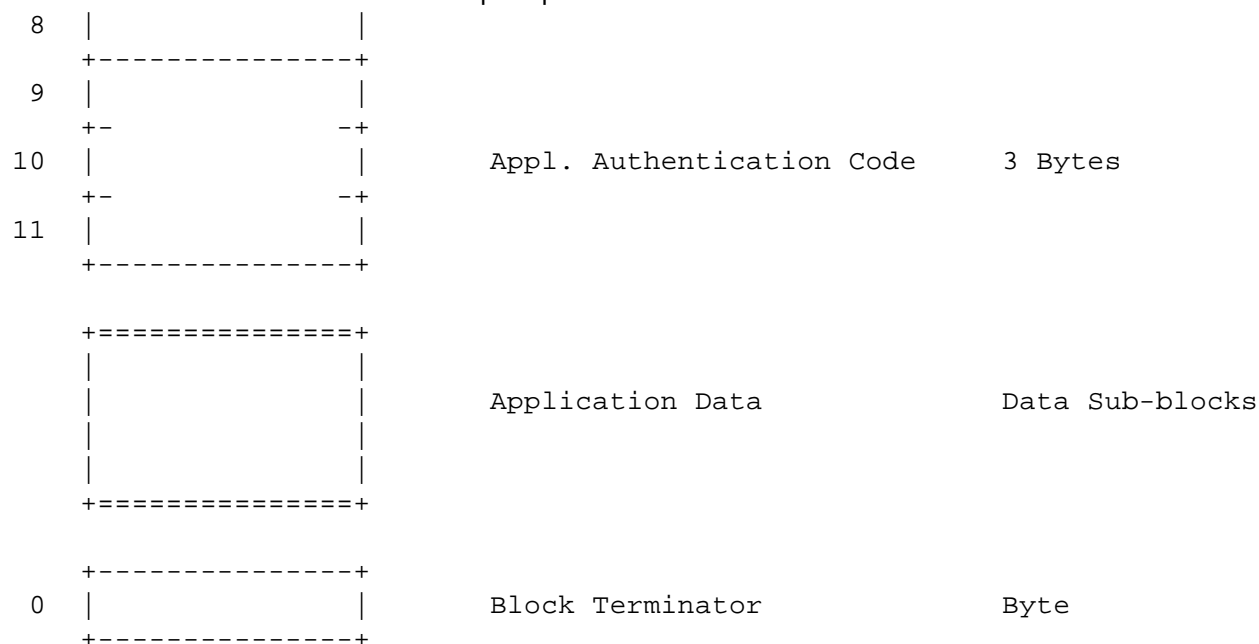 8 | |
+---------------+
9 | |
+- -+
10 | | Appl. Authentication Code 3 Bytes
+- -+
11 | |
+---------------+
+===============+
| |
| | Application Data Data Sub-blocks
| |
| |
+===============+
+---------------+
0 | | Block Terminator Byte
+---------------+